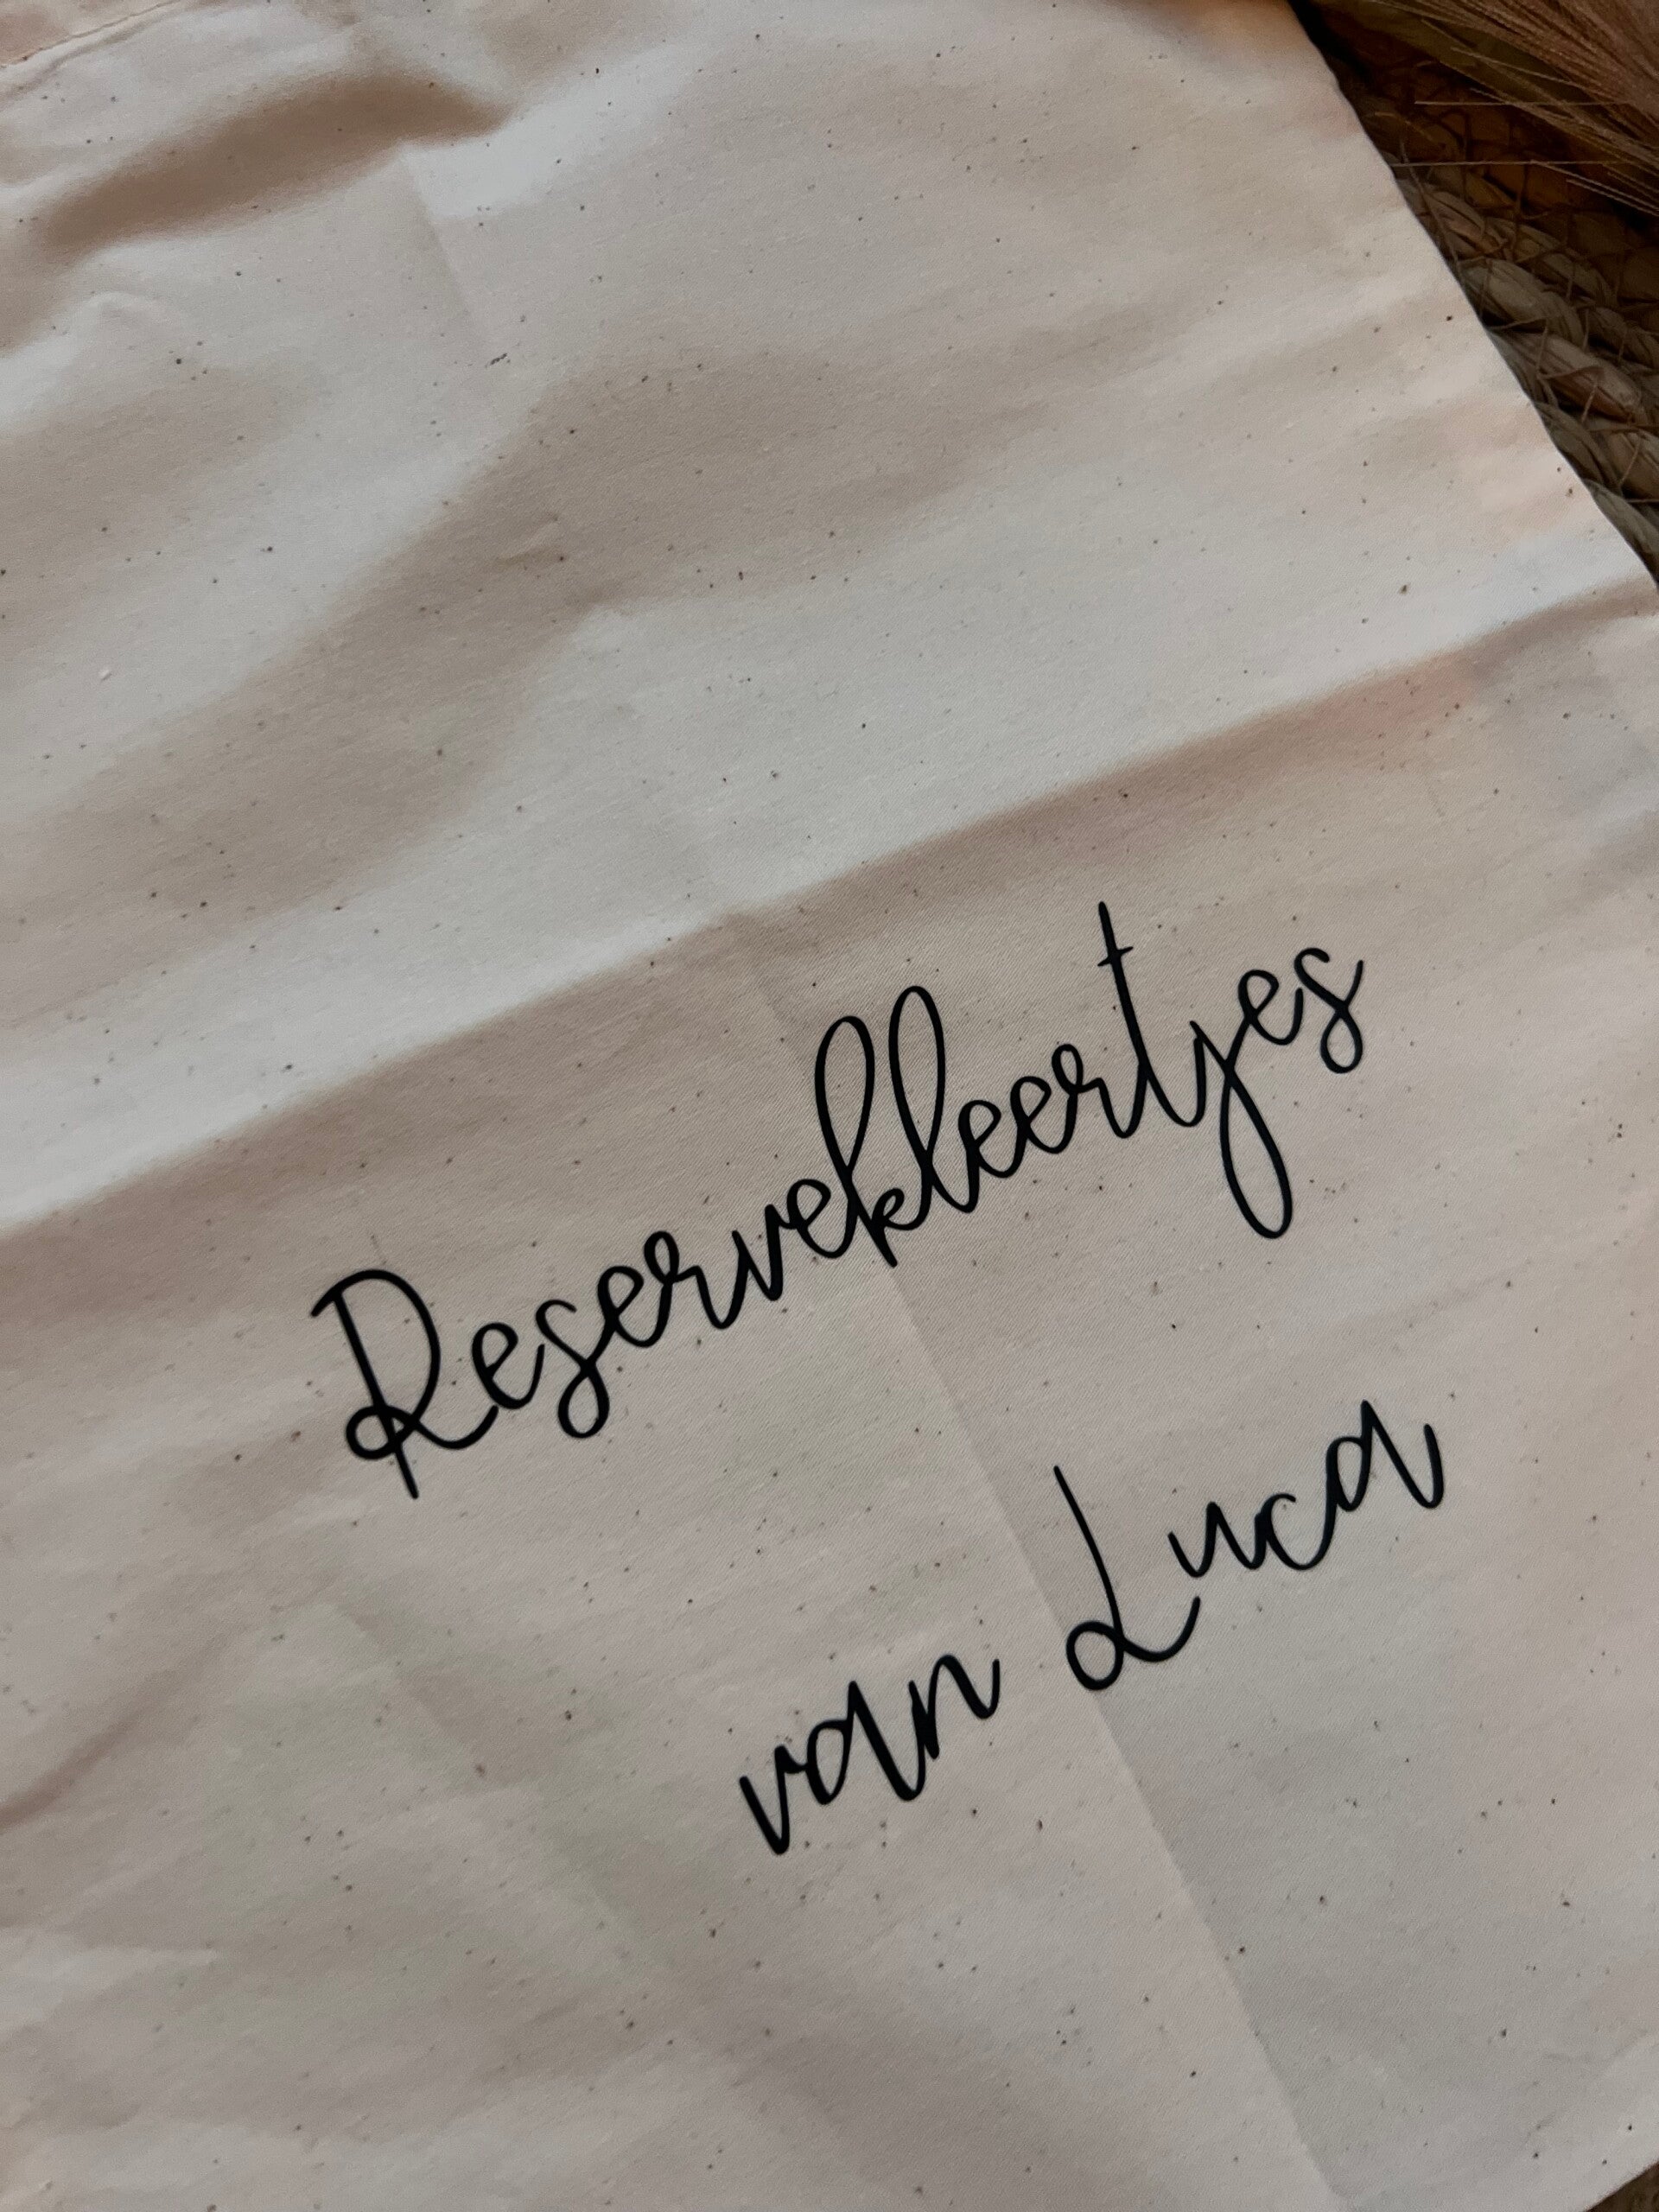 Reservekleertjes
van Luca